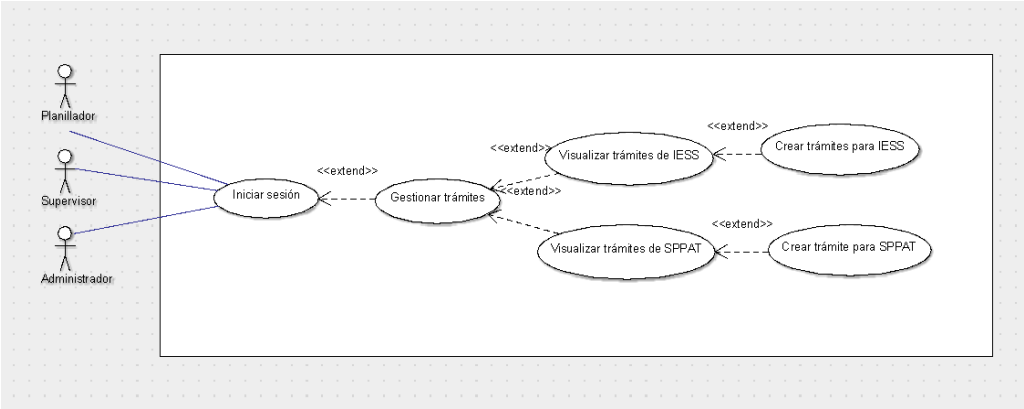 Planillador
Supervisor
Administrador
Iniciar sesión
<<extend>>
Gestionar trámites
<<extend>>
<<extend>>
Visualizar trámites de IESS
<<extend>>
Crear trámites para IESS
Visualizar trámites de SPPAT
<<extend>>
Crear trámite para SPPAT